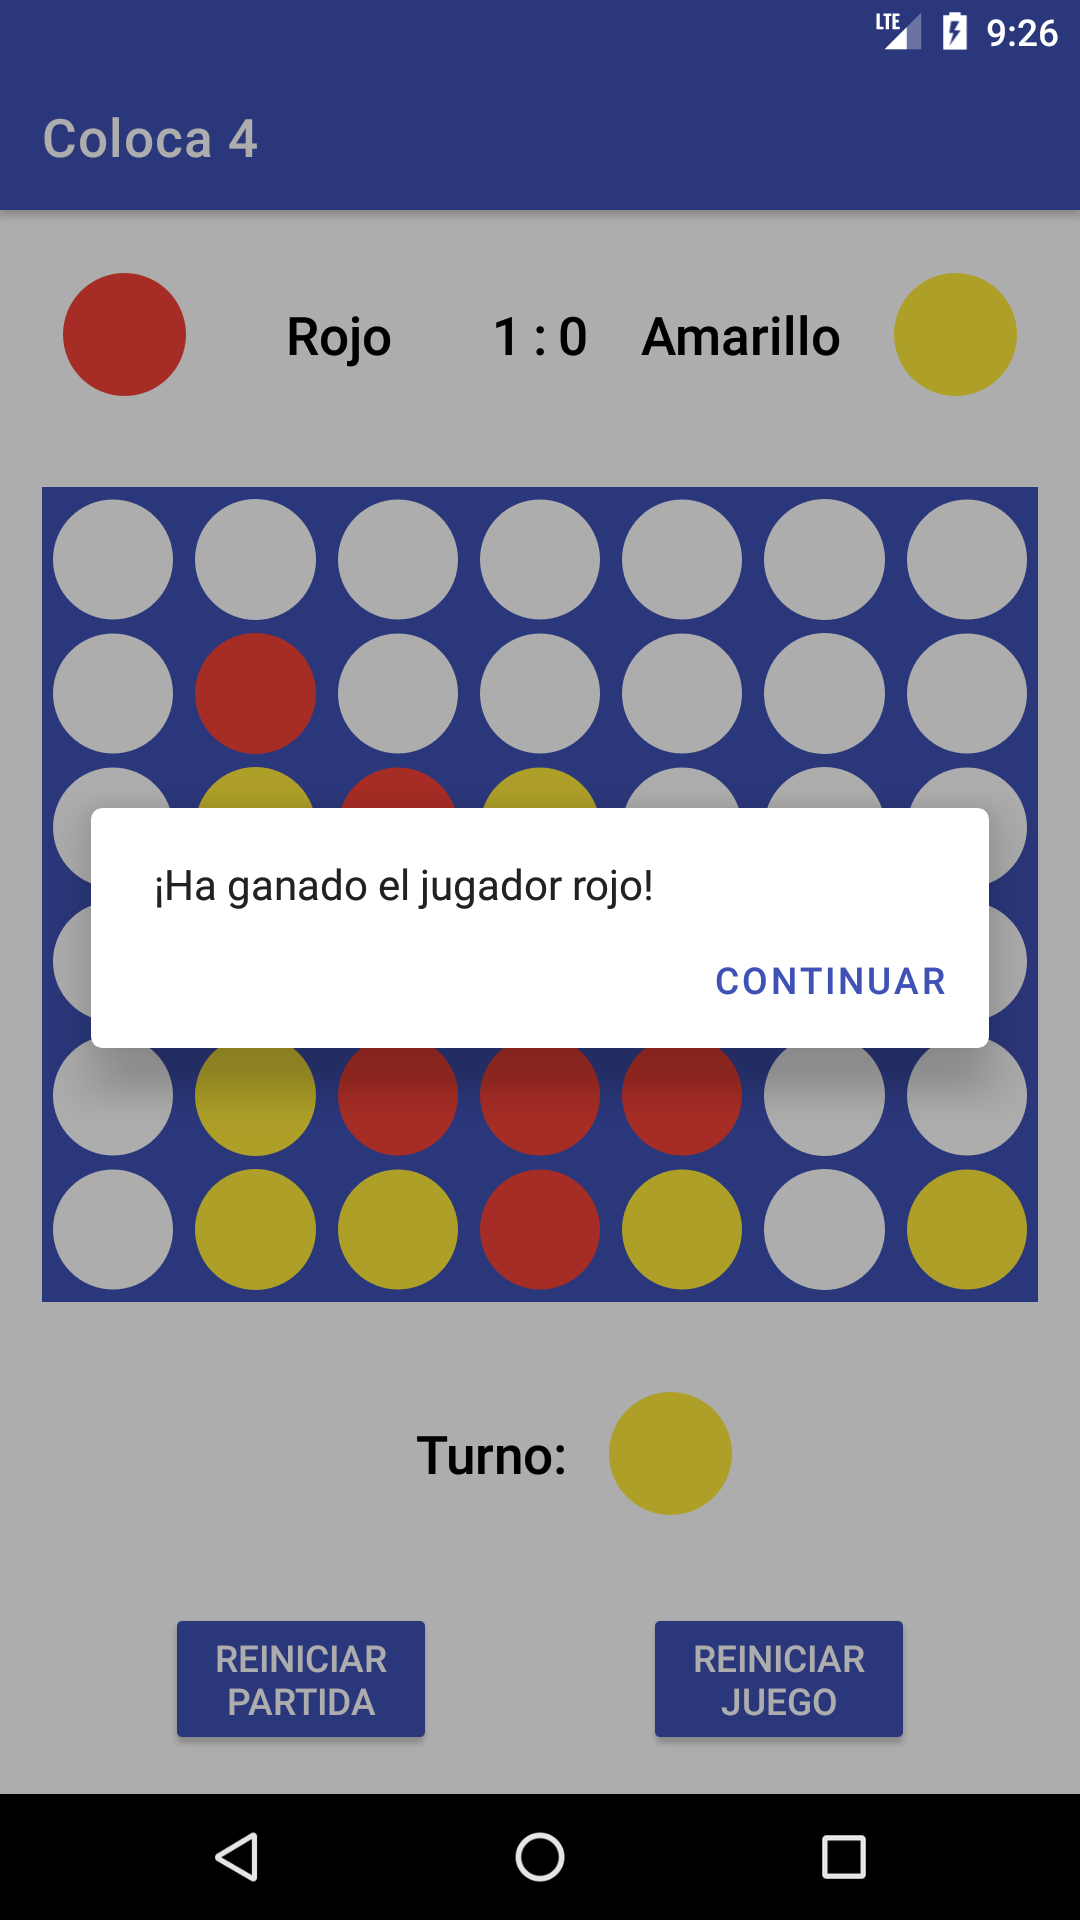 LTE 9:26
Coloca 4
Rojo 1 : 0 Amarillo
¡Ha ganado el jugador rojo!
CONTINUAR
Turno:
REINICIAR
PARTIDA
REINICIAR
JUEGO